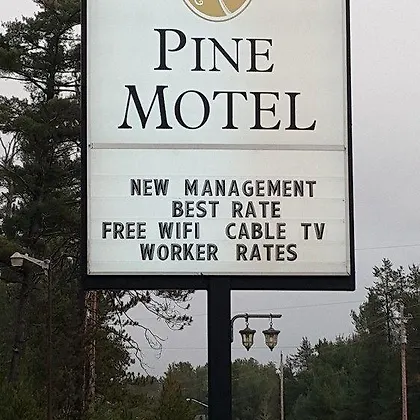 PINE
MOTEL
NEW MANAGEMENT
BEST RATE
FREE WIFI CABLE TV
WORKER RATES